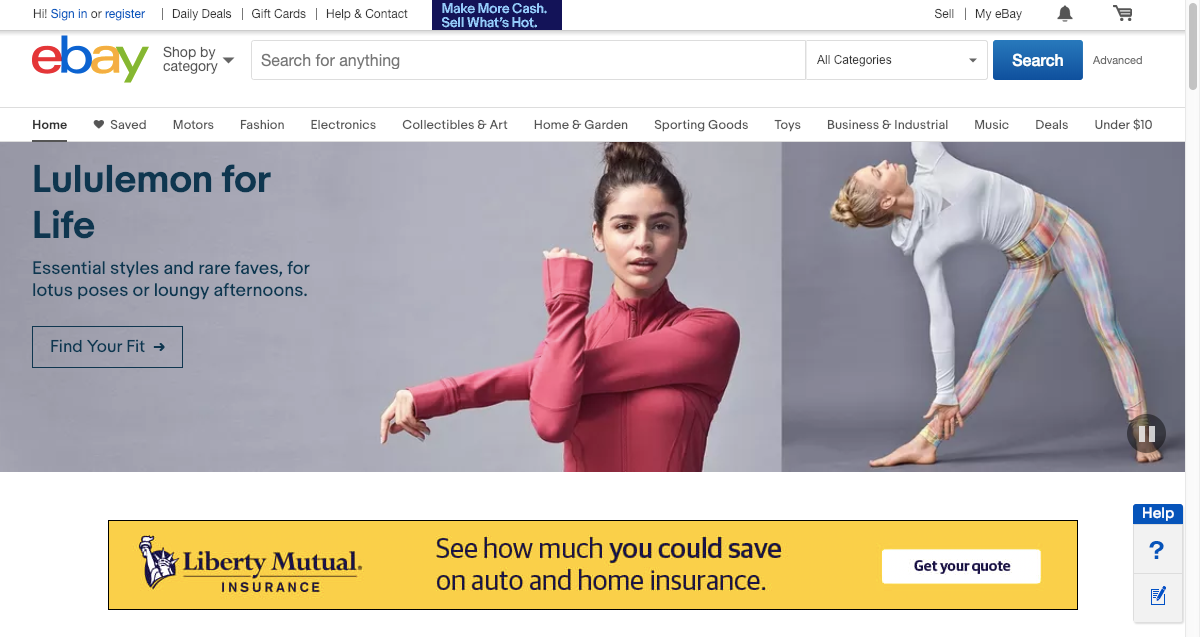 Hi! Sign in or register
Daily Deals
Gift Cards
Help & Contact
Make More Cash.
Sell What's Hot.
Sell
My eBay
ebay
Shop by
category
Search for anything
All Categories
Search
Advanced
Home
Saved
Motors
Fashion
Electronics
Collectibles & Art
Home & Garden
Sporting Goods
Toys
Business & Industrial
Music
Deals
Under $10
Lululemon for
Life
Essential styles and rare faves, for
lotus poses or loungy afternoons.
Find Your Fit
Liberty Mutual.
INSURANCE
See how much you could save
on auto and home insurance.
Get your quote
Help
?